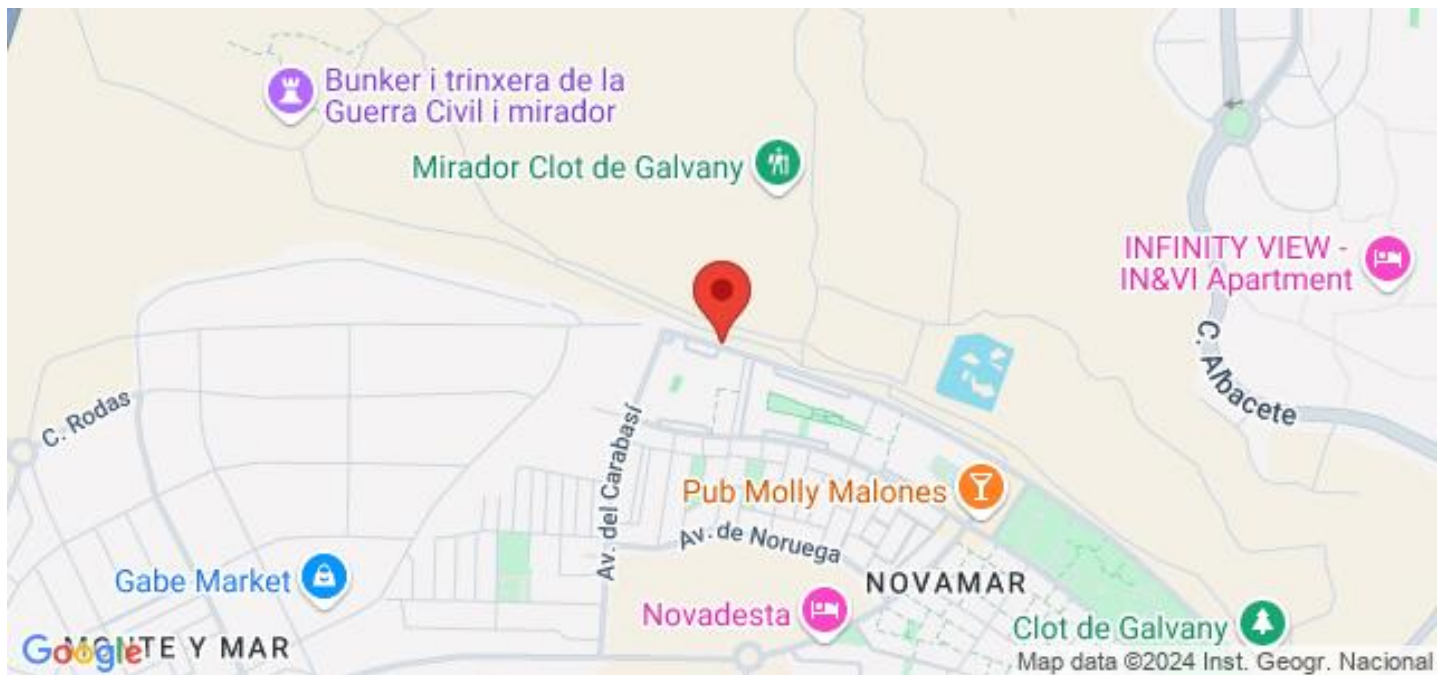 Bunker i trinxera de la
Guerra Civil i mirador
Mirador Clot de Galvany
INFINITY VIEW -
IN&VI Apartment
C. Albacete
C. Rodas
Av. del Carabasí
Pub Molly Malones
Av. de Noruega
Gabe Market
NOVAMAR
Novadesta
Clot de Galvany
Google
MONTE Y MAR
Map data ©2024 Inst. Geogr. Nacional